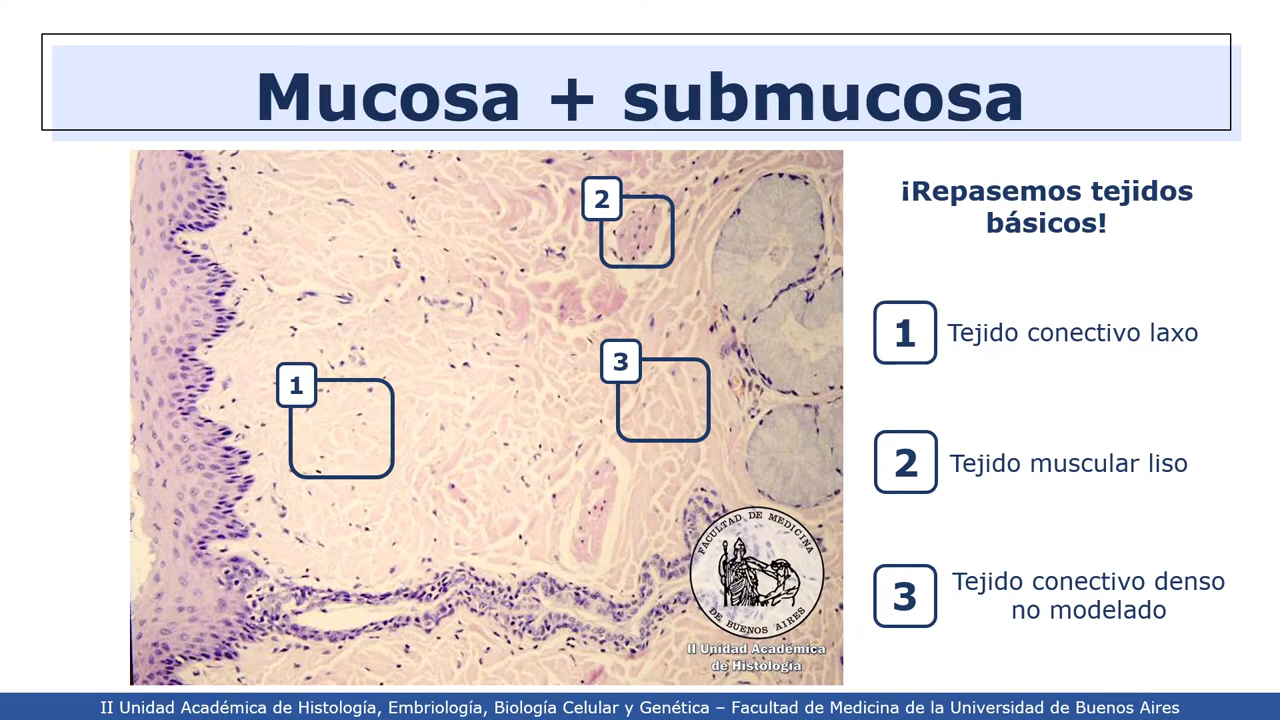 Mucosa + submucosa
¡Repasemos tejidos
básicos!
2
3
1
1
Tejido conectivo laxo
2
Tejido muscular liso
3
Tejido conectivo denso
no modelado
FACULTAD DE MEDICINA
DE BUENOS AIRES
II Unidad Académica
de Histología
II Unidad Académica de Histología, Embriología, Biología Celular y Genética – Facultad de Medicina de la Universidad de Buenos Aires